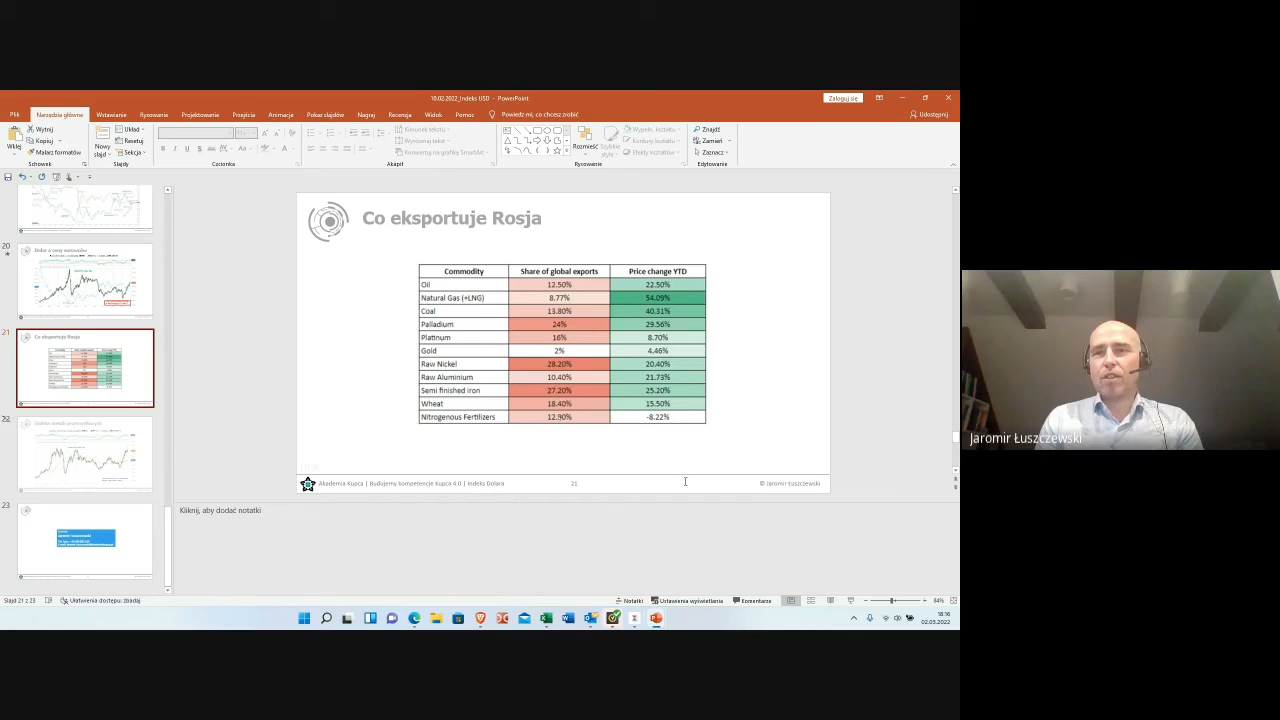 10.02.2022_Indeks USD - PowerPoint
Zaloguj się
Plik Narzędzia główne Wstawianie Rysowanie Projektowanie Przejścia Animacje Pokaz slajdów Nagraj Recenzja Widok Pomoc Powiedz mi, co chcesz zrobić Udostępnij
Wklej
Wytnij
Kopiuj
Malarz formatów
Schowek
Nowy slajd
Układ
Resetuj
Sekcja
Slajdy
Czcionka
Kierunek tekstu
Wyrównaj tekst
Konwertuj na grafikę SmartArt
Akapit
Rozmieść
Szybkie style
Wypełn. kształtu
Kontury kształtu
Efekty kształtów
Rysowanie
Znajdź
Zamień
Zaznacz
Edytowanie
20
Dolar a ceny surowców
21
Co eksportuje Rosja
22
Indeks metali przemysłowych
23
Co eksportuje Rosja
Commodity Share of global exports Price change YTD
Oil 12.50% 22.50%
Natural Gas (+LNG) 8.77% 54.09%
Coal 13.80% 40.31%
Palladium 24% 29.56%
Platinum 16% 8.70%
Gold 2% 4.46%
Raw Nickel 28.20% 20.40%
Raw Aluminium 10.40% 21.73%
Semi finished iron 27.20% 25.20%
Wheat 18.40% 15.50%
Nitrogenous Fertilizers 12.90% -8.22%
Akademia Kupca | Budujemy kompetencje Kupca 4.0 | Indeks Dolara 21 © Jaromir Łuszczewski
Kliknij, aby dodać notatki
Jaromir Łuszczewski
Slajd 21 z 23 Ułatwienia dostępu: zbadaj Notatki Ustawienia wyświetlania Komentarze 84%
18:16
02.03.2022